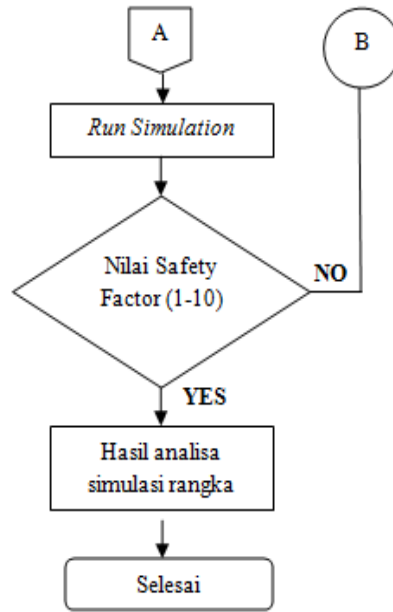 A
B
Run Simulation
Nilai Safety
Factor (1-10)
NO
YES
Hasil analisa
simulasi rangka
Selesai